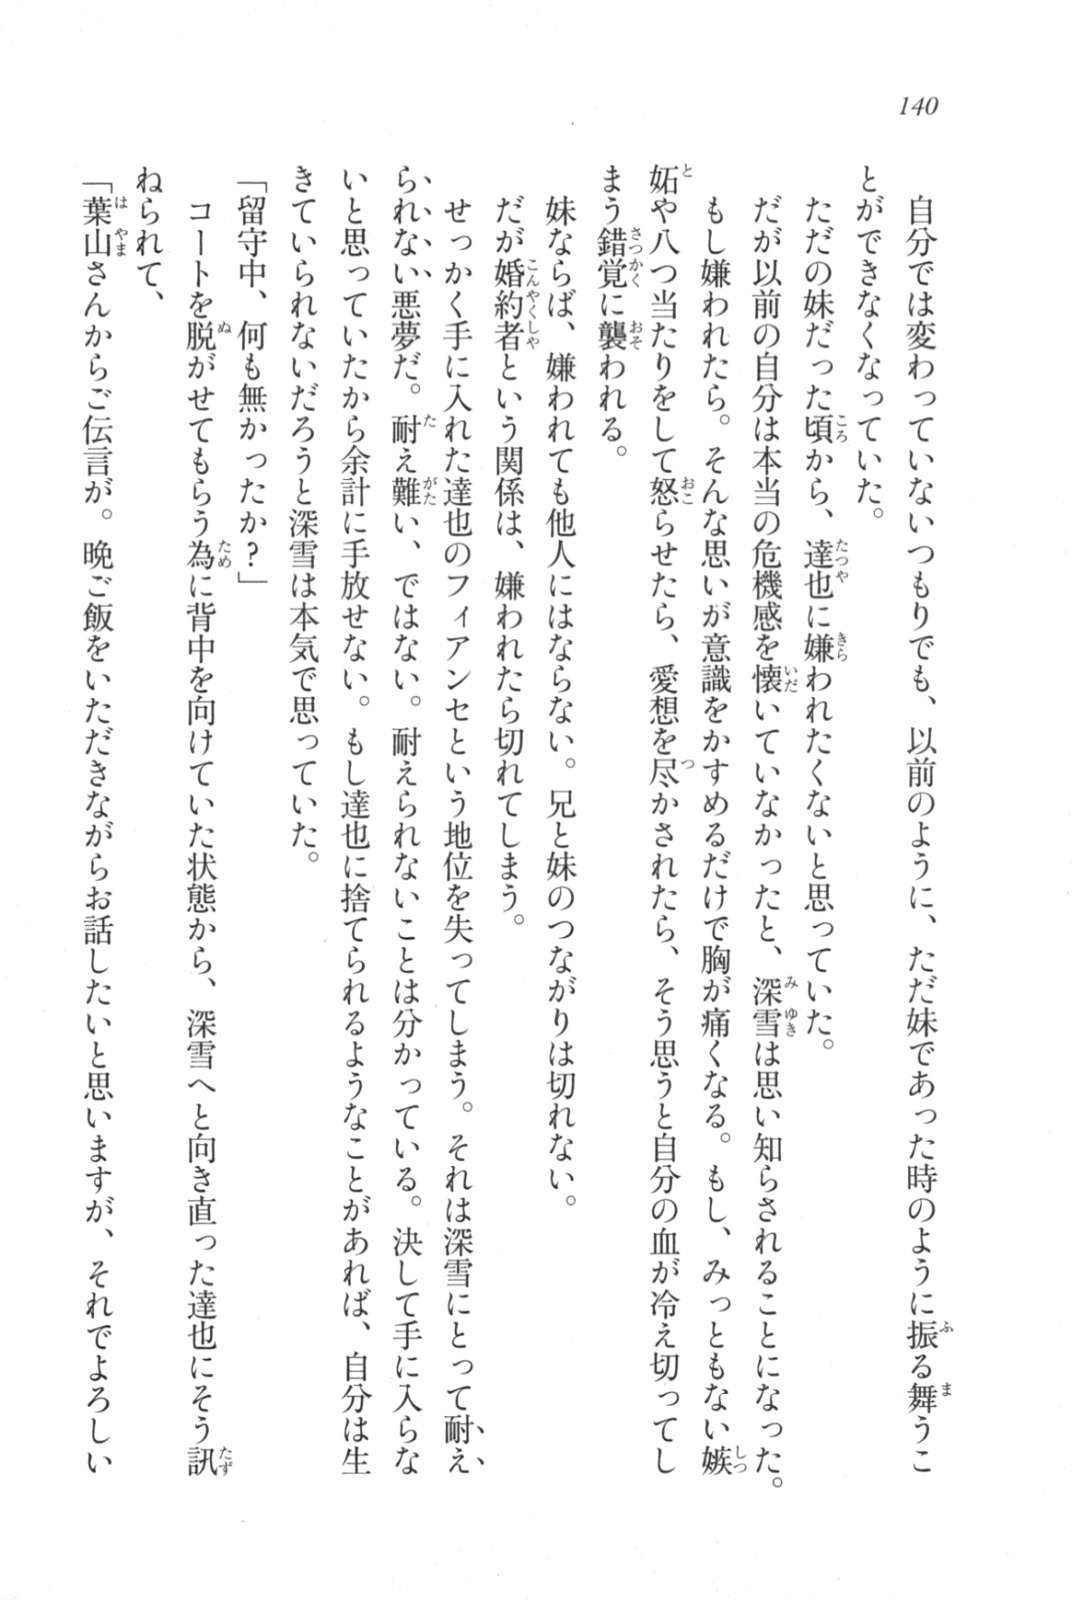 140
自分では変わっていないつもりでも、以前のように、ただ妹であった時のように振る舞うこ
とができなくなっていた。
ただの妹だった頃から、達也に嫌われたくないと思っていた。
だが以前の自分は本当の危機感を懐いていなかったと、深雪は思い知らされることになった。
もし嫌われたら。そんな思いが意識をかすめるだけで胸が痛くなる。もし、みっともない嫉
妬や八つ当たりをして怒らせたら、愛想を尽かされたら、そう思うと自分の血が冷え切ってし
まう錯覚に襲われる。
妹ならば、嫌われても他人にはならない。兄と妹のつながりは切れない。
だが婚約者という関係は、嫌われたら切れてしまう。
せっかく手に入れた達也のフィアンセという地位を失ってしまう。それは深雪にとって耐え
られない悪夢だ。耐え難い、ではない。耐えられないことは分かっている。決して手に入らな
いと思っていたから余計に手放せない。もし達也に捨てられるようなことがあれば、自分は生
きていられないだろうと深雪は本気で思っていた。
「留守中、何も無かったか？」
コートを脱がせてもらう為に背中を向けていた状態から、深雪へと向き直った達也にそう訊
ねられて、
「葉山さんからご伝言が。晩ご飯をいただきながらお話したいと思いますが、それでよろしい